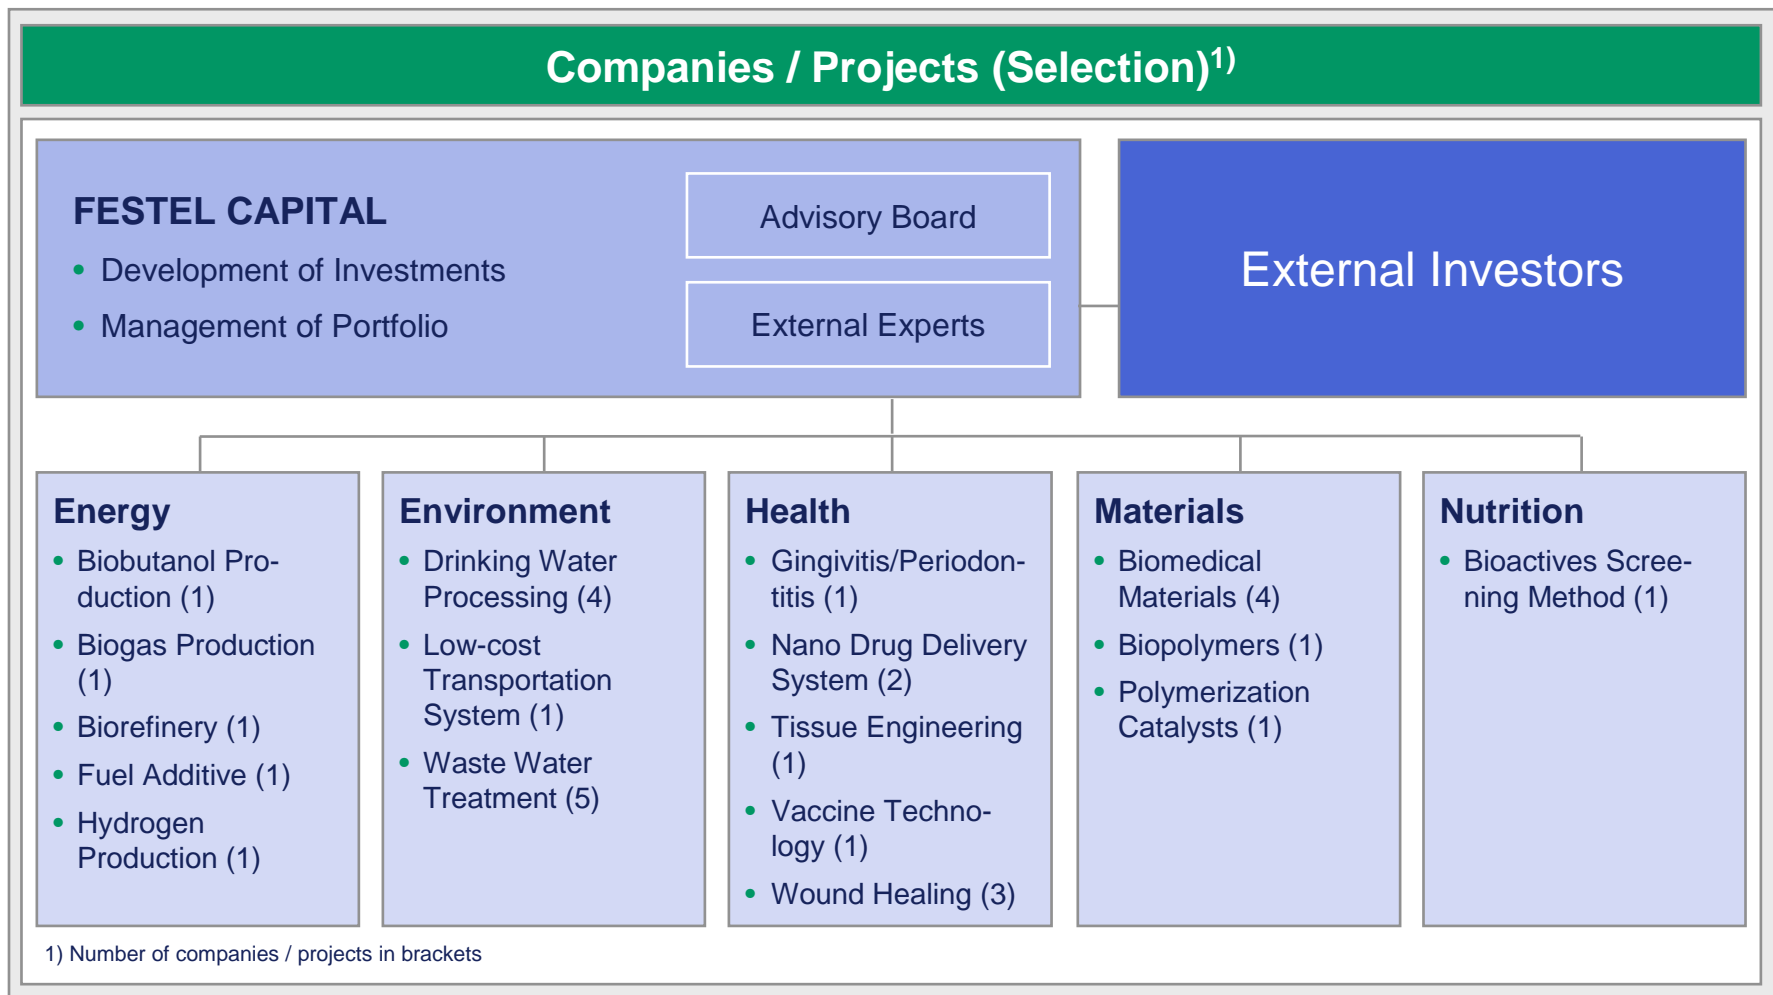 Companies / Projects (Selection)1)
FESTEL CAPITAL
• Development of Investments
• Management of Portfolio
Advisory Board
External Experts
External Investors
Energy
• Biobutanol Pro-
duction (1)
• Biogas Production
(1)
• Biorefinery (1)
• Fuel Additive (1)
• Hydrogen
Production (1)
Environment
• Drinking Water
Processing (4)
• Low-cost
Transportation
System (1)
• Waste Water
Treatment (5)
Health
• Gingivitis/Periodon-
titis (1)
• Nano Drug Delivery
System (2)
• Tissue Engineering
(1)
• Vaccine Techno-
logy (1)
• Wound Healing (3)
Materials
• Biomedical
Materials (4)
• Biopolymers (1)
• Polymerization
Catalysts (1)
Nutrition
• Bioactives Scree-
ning Method (1)
1) Number of companies / projects in brackets